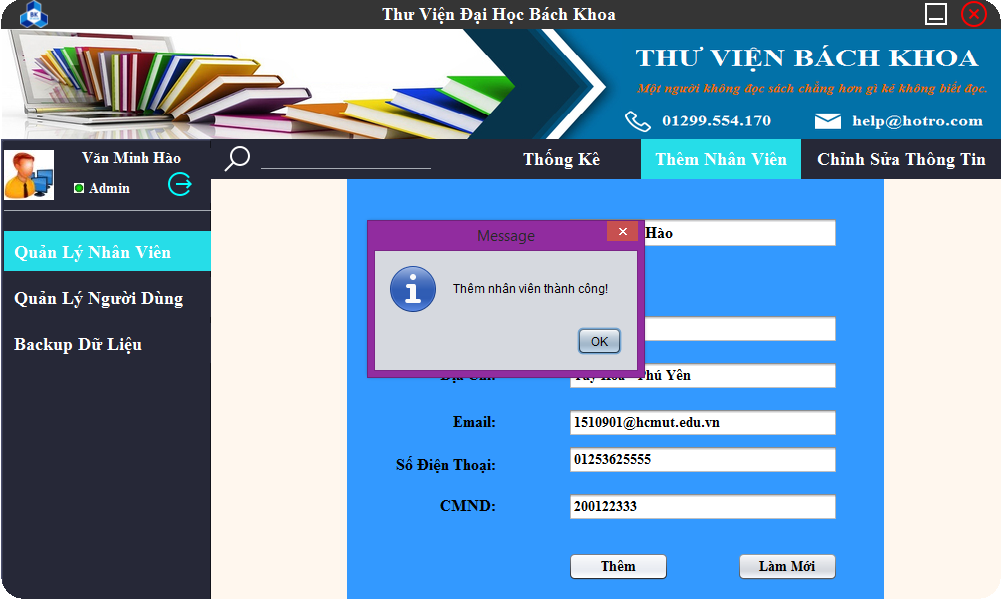 Thư Viện Đại Học Bách Khoa
BK
THƯ VIỆN BÁCH KHOA
Một người không đọc sách chẳng hơn gì kẻ không biết đọc.
01299.554.170
help@hotro.com
Văn Minh Hào
Admin
Thống Kê
Thêm Nhân Viên
Chỉnh Sửa Thông Tin
Quản Lý Nhân Viên
Quản Lý Người Dùng
Backup Dữ Liệu
Message
Hào
Thêm nhân viên thành công!
OK
Phú Yên
Email:
1510901@hcmut.edu.vn
Số Điện Thoại:
01253625555
CMND:
200122333
Thêm
Làm Mới